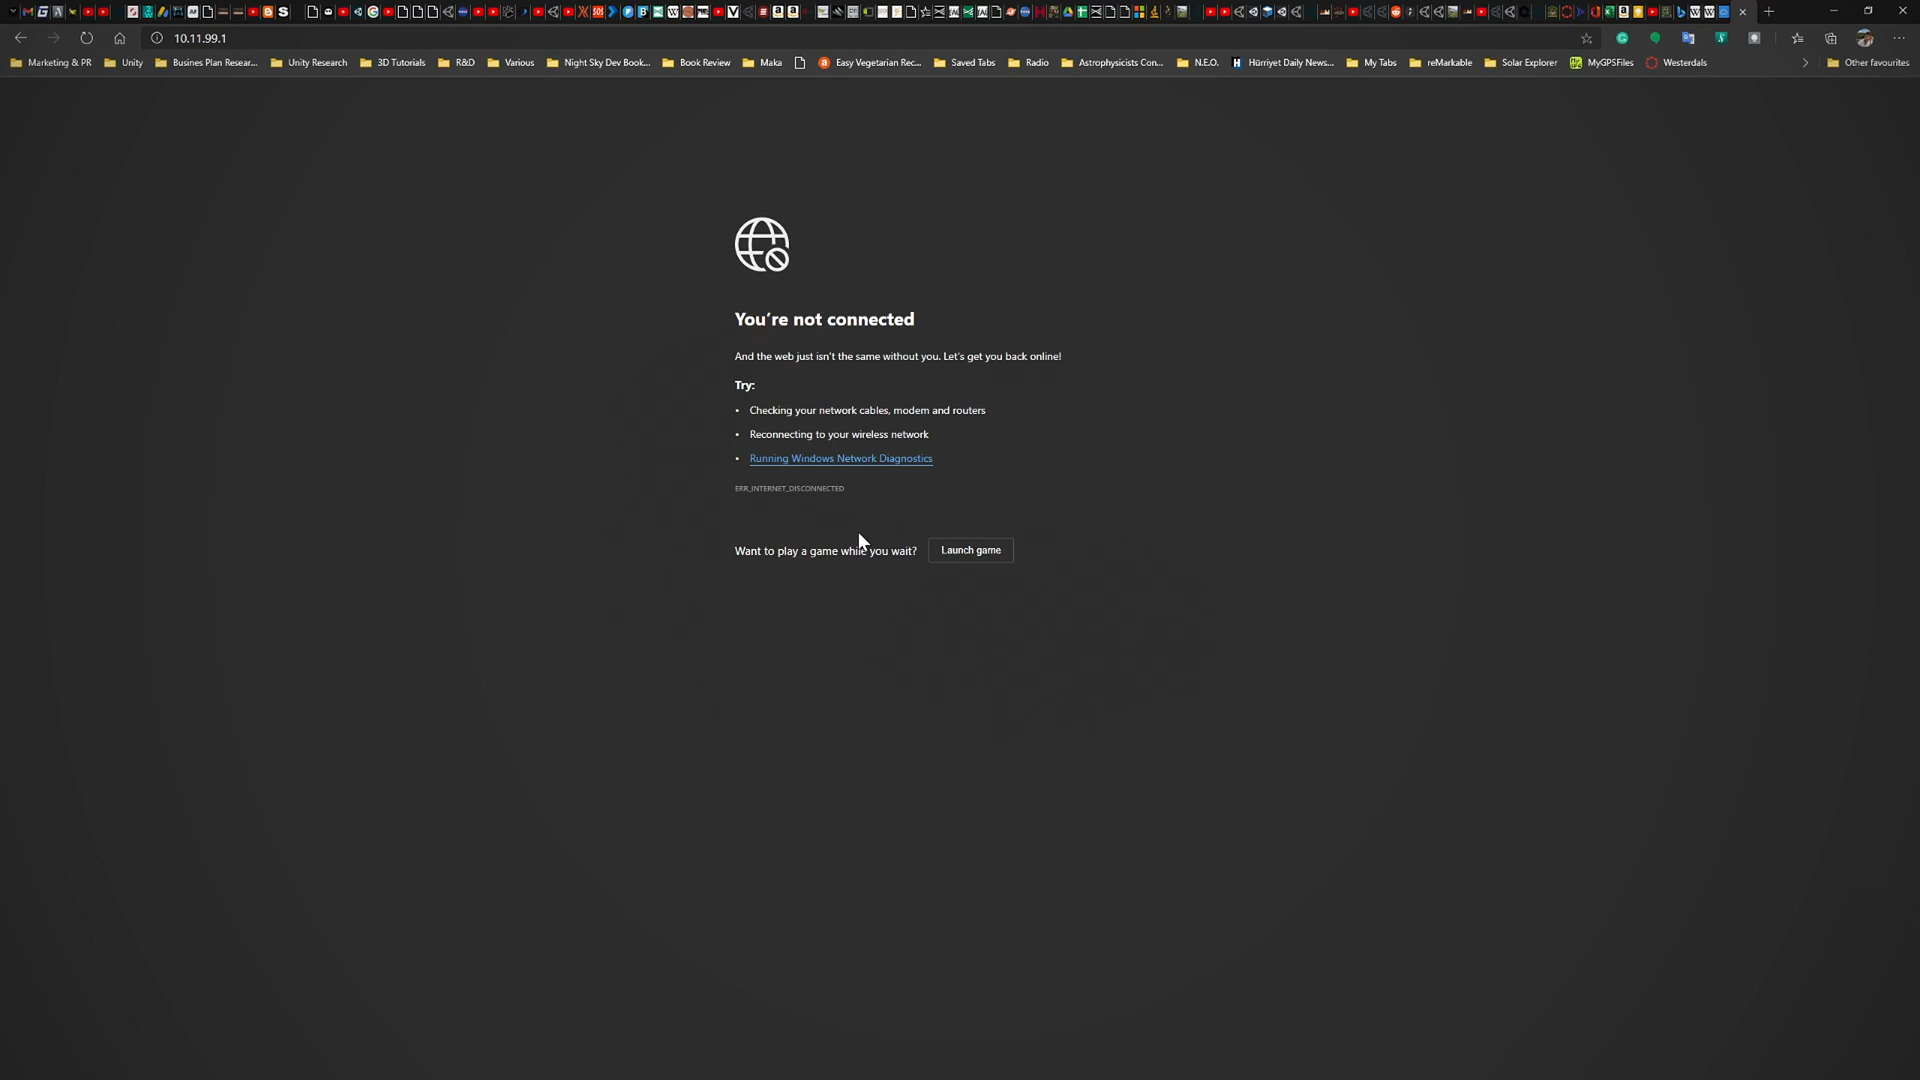 10.11.99.1
Marketing & PR Unity Busines Plan Resear... Unity Research 3D Tutorials R&D Various Night Sky Dev Book... Book Review Maka Easy Vegetarian Rec... Saved Tabs Radio Astrophysicists Con... N.E.O. Hürriyet Daily News... My Tabs reMarkable Solar Explorer MyGPSFiles Westerdals Other favourites
You're not connected
And the web just isn't the same without you. Let's get you back online!
Try:
• Checking your network cables, modem and routers
• Reconnecting to your wireless network
• Running Windows Network Diagnostics
ERR_INTERNET_DISCONNECTED
Want to play a game while you wait? Launch game